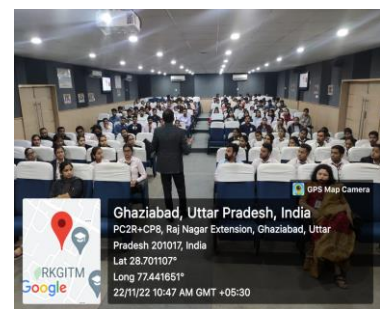 GPS Map Camera
Ghaziabad, Uttar Pradesh, India
PC2R+CP8, Raj Nagar Extension, Ghaziabad, Uttar
Pradesh 201017, India
Lat 28.701107°
Long 77.441651°
22/11/22 10:47 AM GMT +05:30
RKGITM
Google